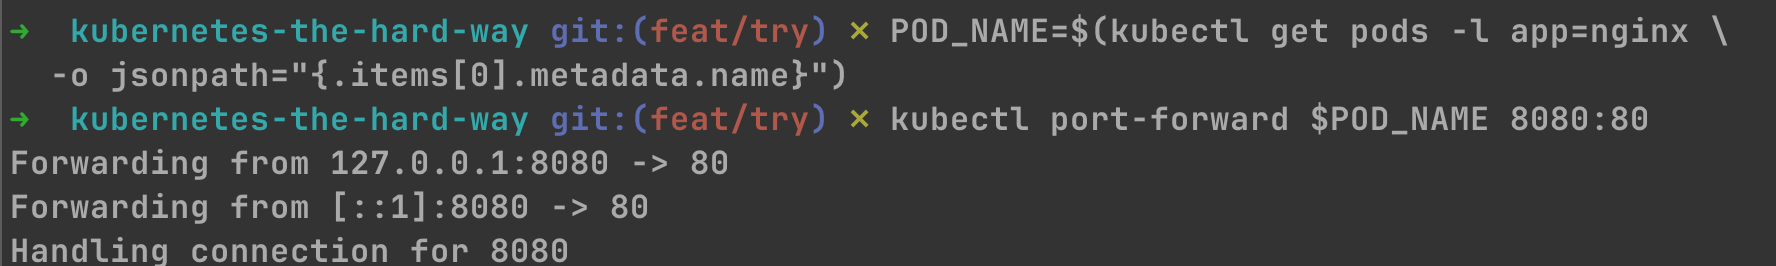 → kubernetes-the-hard-way git:(feat/try) × POD_NAME=$(kubectl get pods -l app=nginx \
  -o jsonpath="{.items[0].metadata.name}")
→ kubernetes-the-hard-way git:(feat/try) × kubectl port-forward $POD_NAME 8080:80
Forwarding from 127.0.0.1:8080 -> 80
Forwarding from [::1]:8080 -> 80
Handling connection for 8080